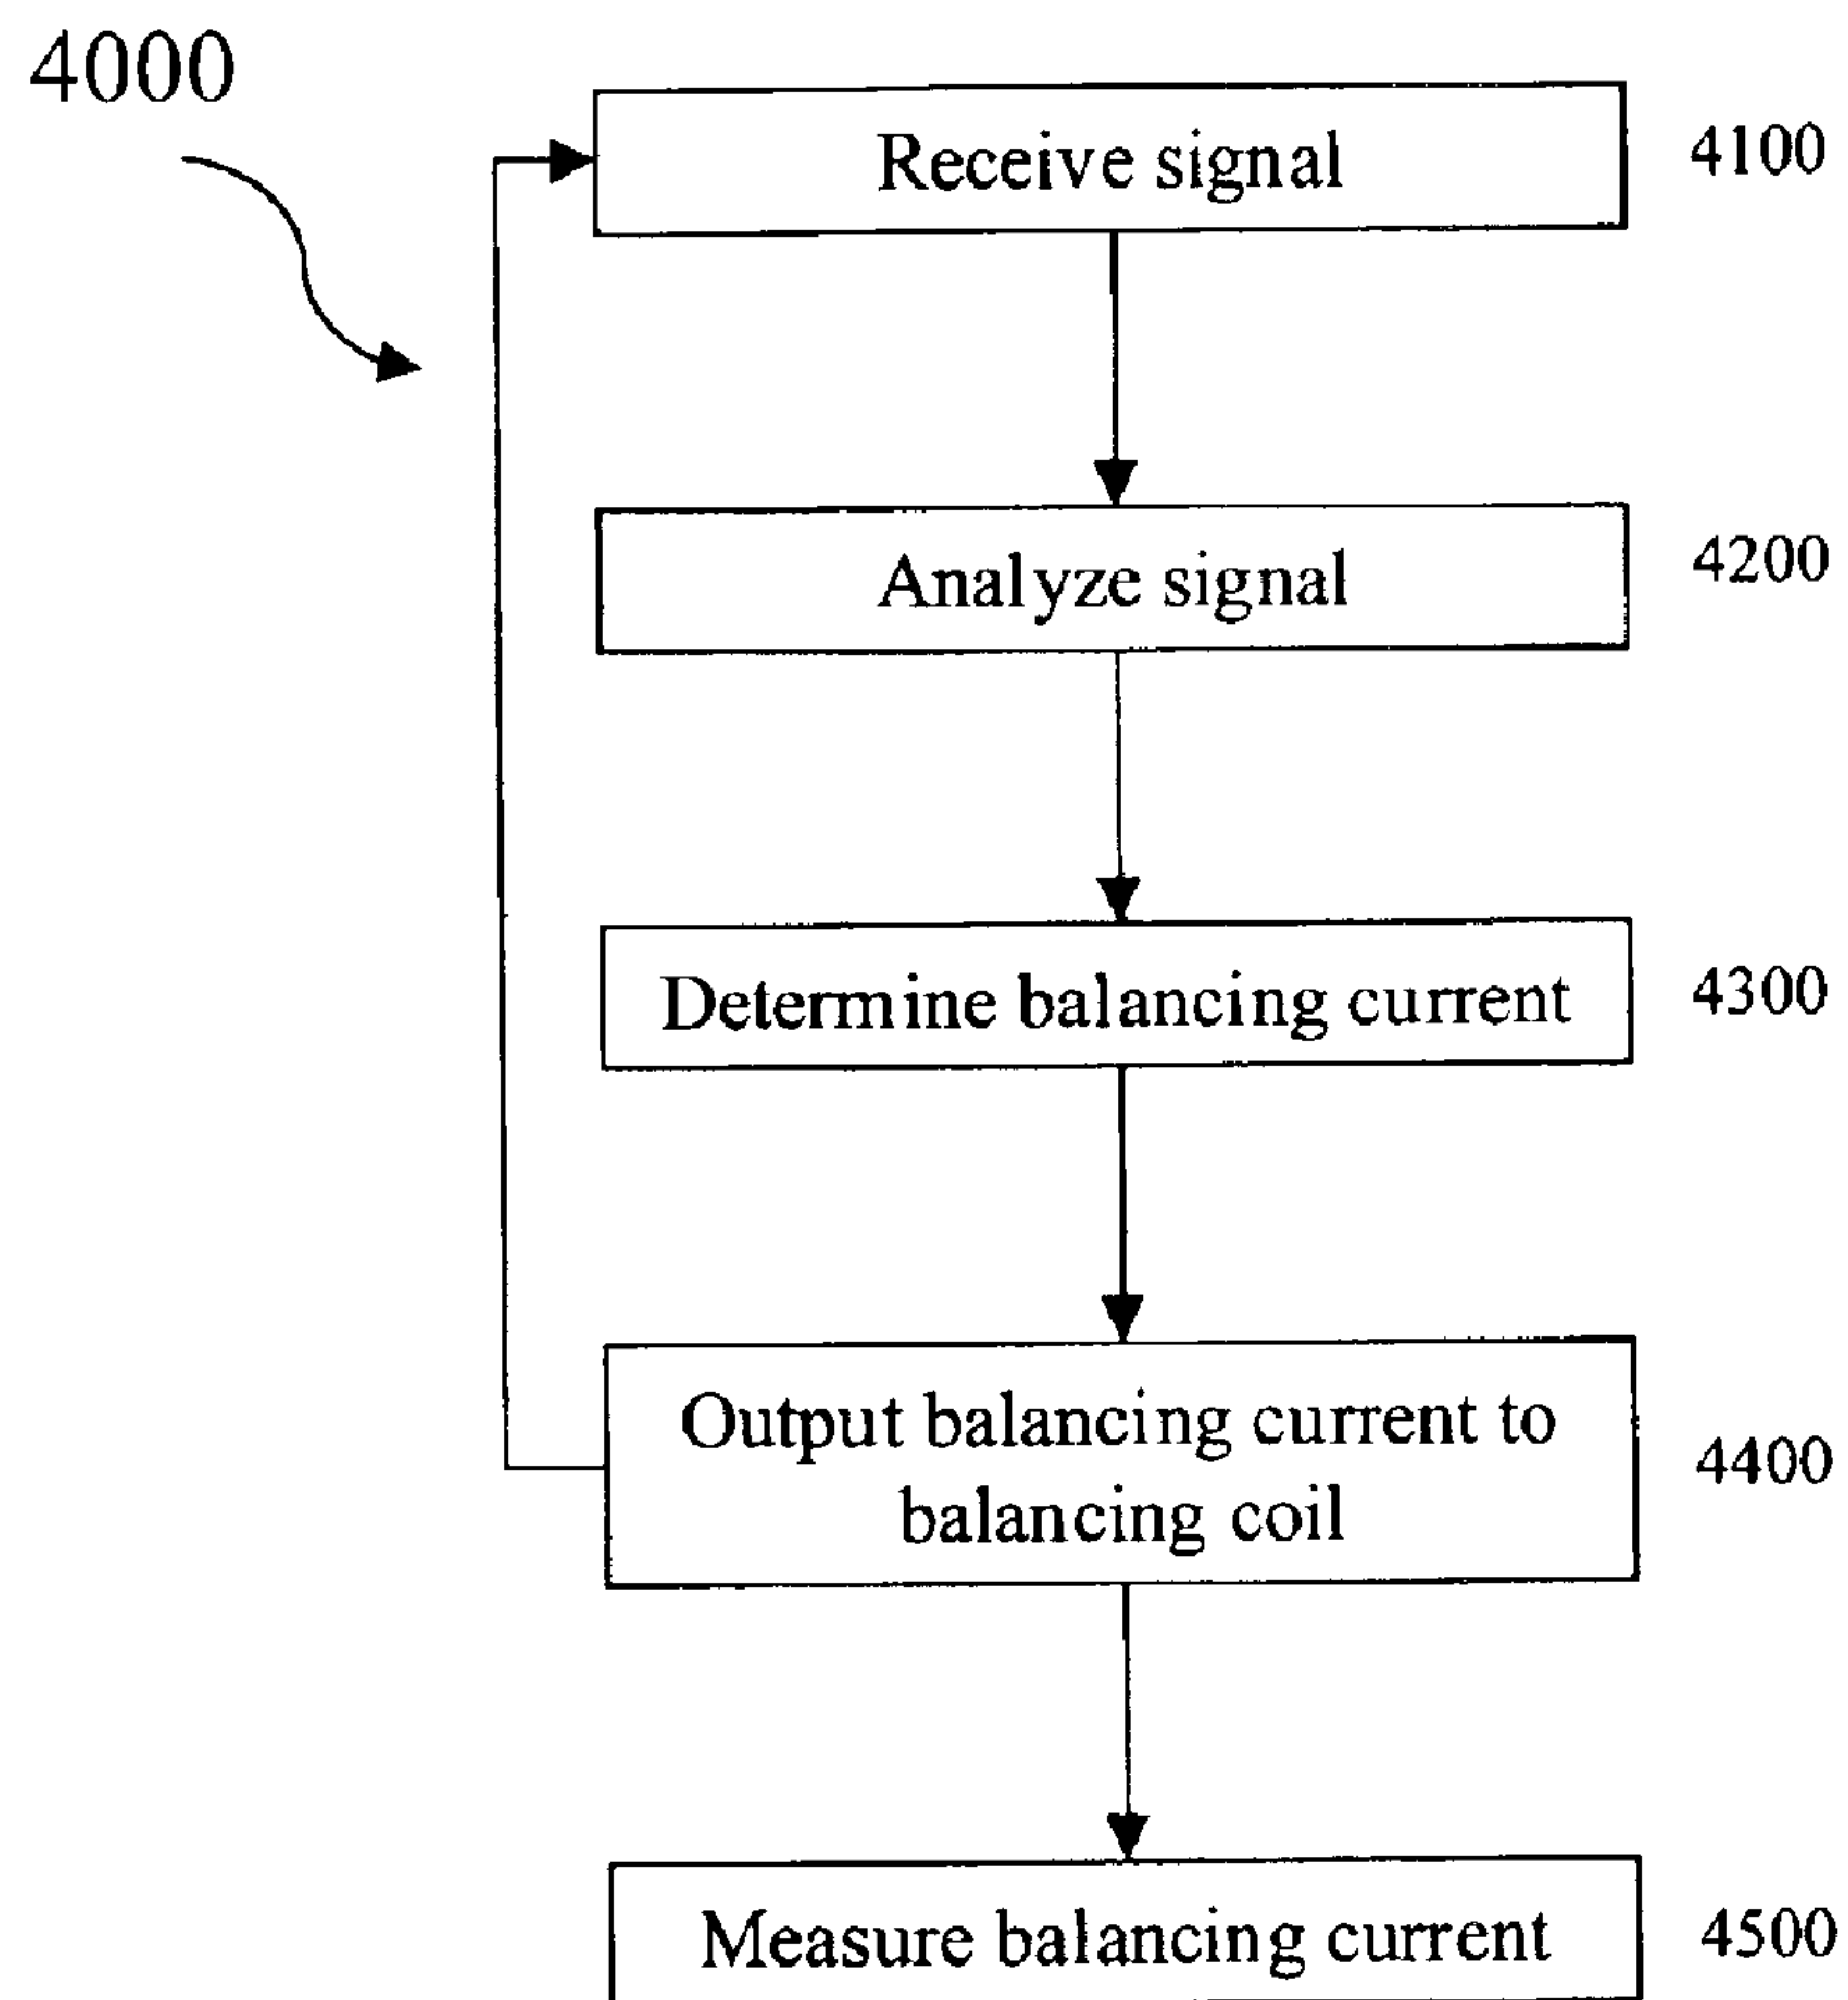 4000
Receive signal 4100
Analyze signal 4200
Determine balancing current 4300
Output balancing current to
balancing coil
4400
Measure balancing current 4500